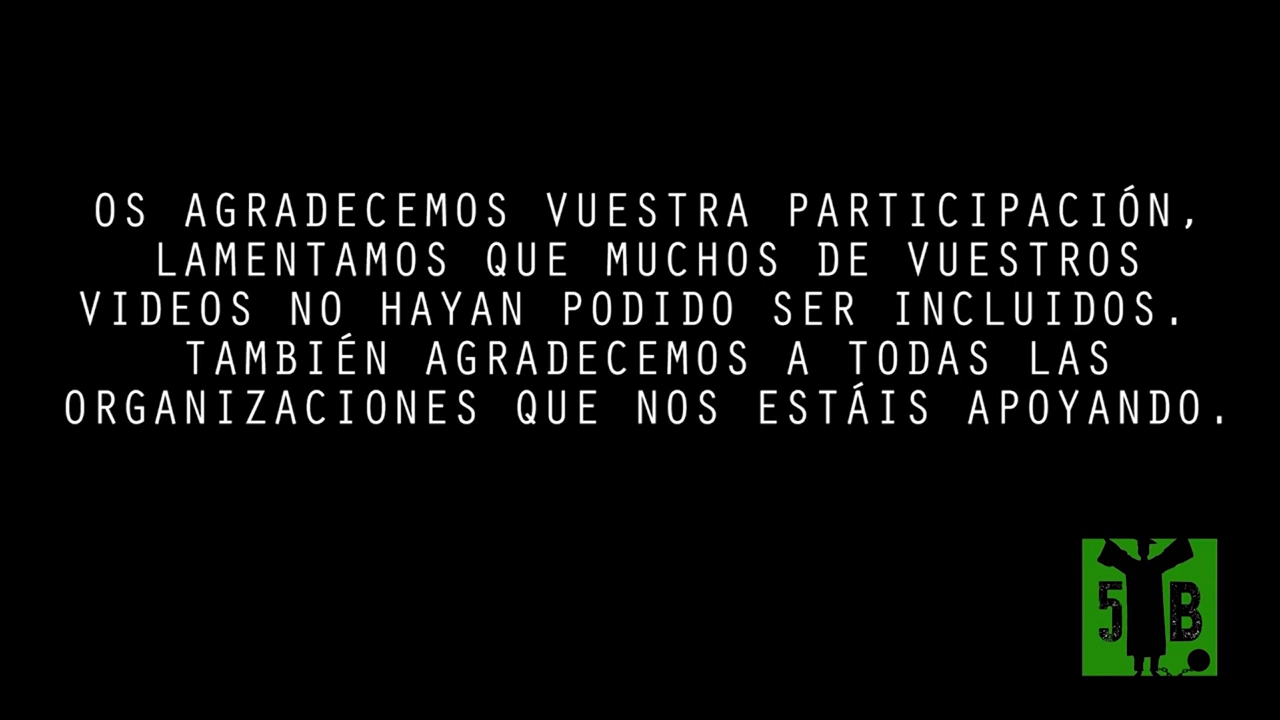 OS AGRADECEMOS VUESTRA PARTICIPACIÓN,
LAMENTAMOS QUE MUCHOS DE VUESTROS
VIDEOS NO HAYAN PODIDO SER INCLUIDOS.
TAMBIÉN AGRADECEMOS A TODAS LAS
ORGANIZACIONES QUE NOS ESTÁIS APOYANDO.
5 B